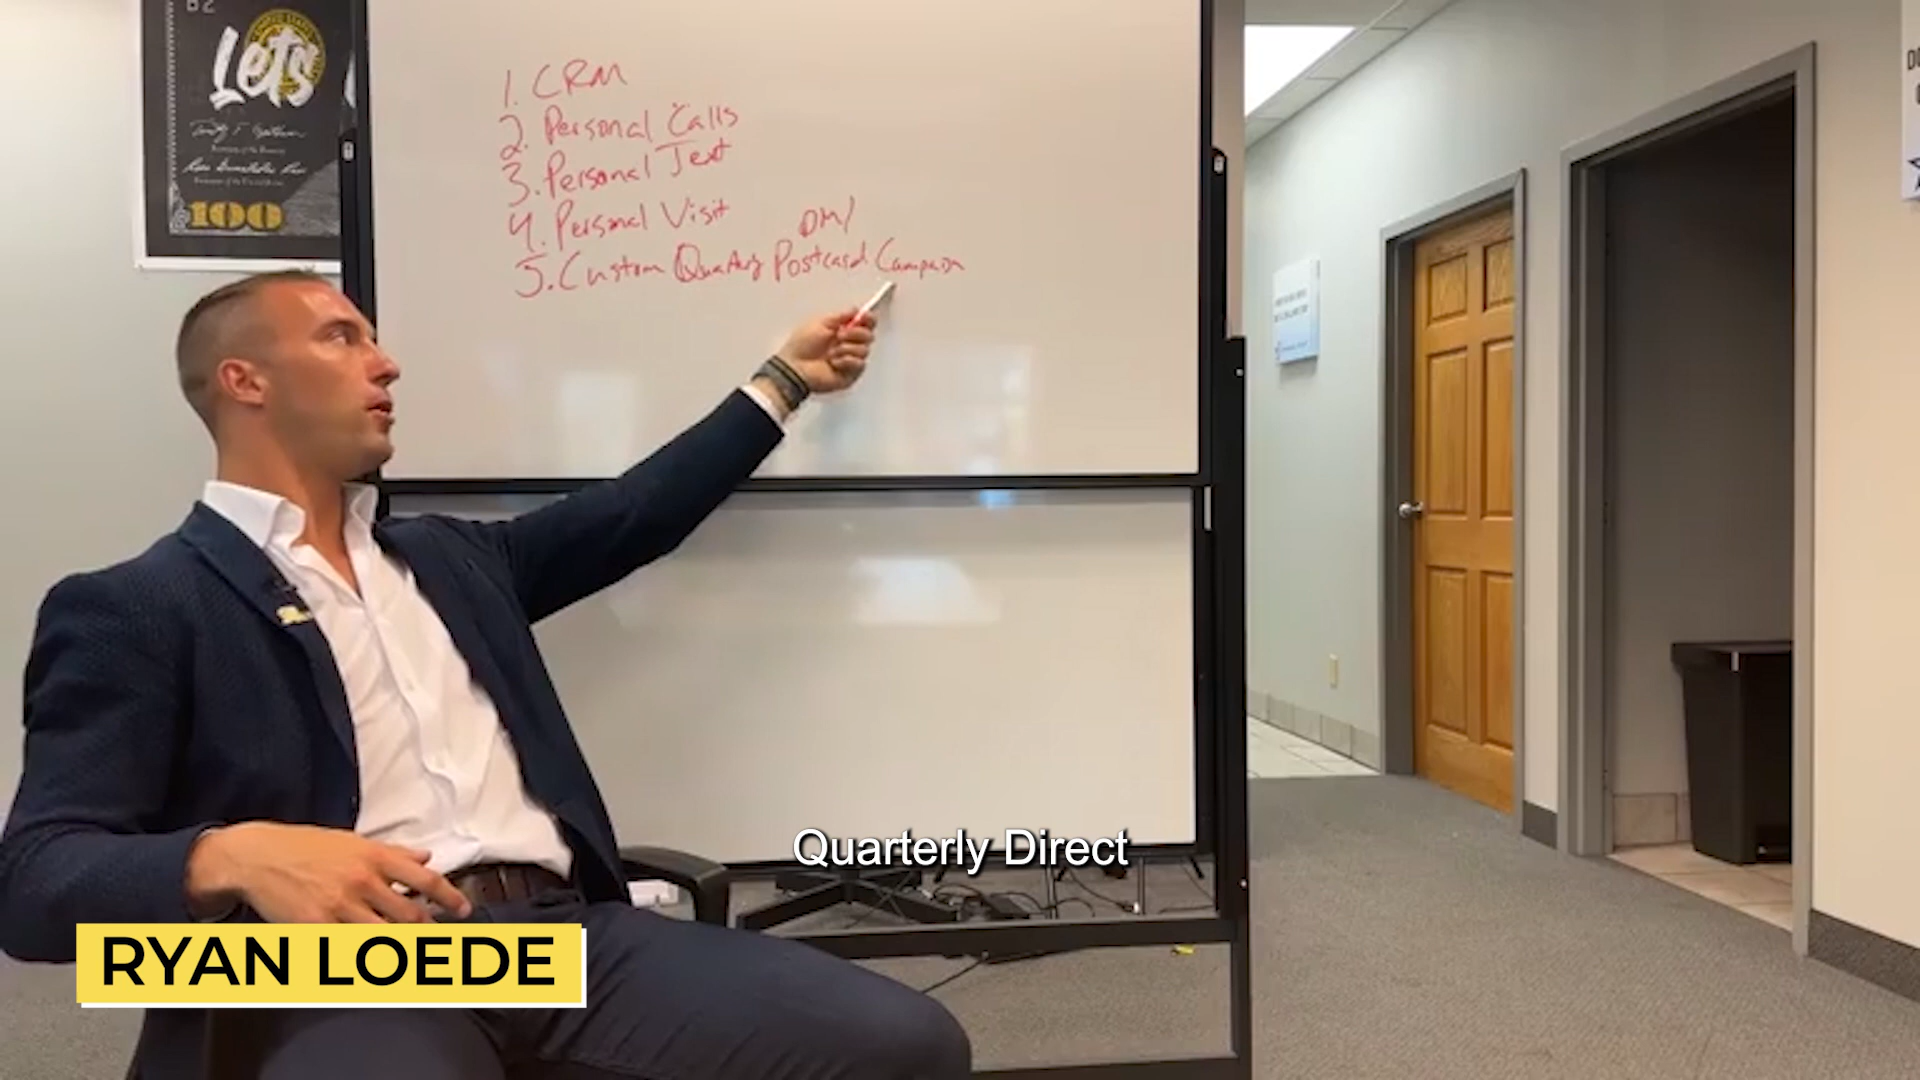 Lets
100
1. CRM
2. Personal Calls
3. Personal Text
4. Personal Visit
DM/
5. Custom Quarterly Postcard Campaign
Quarterly Direct
RYAN LOEDE